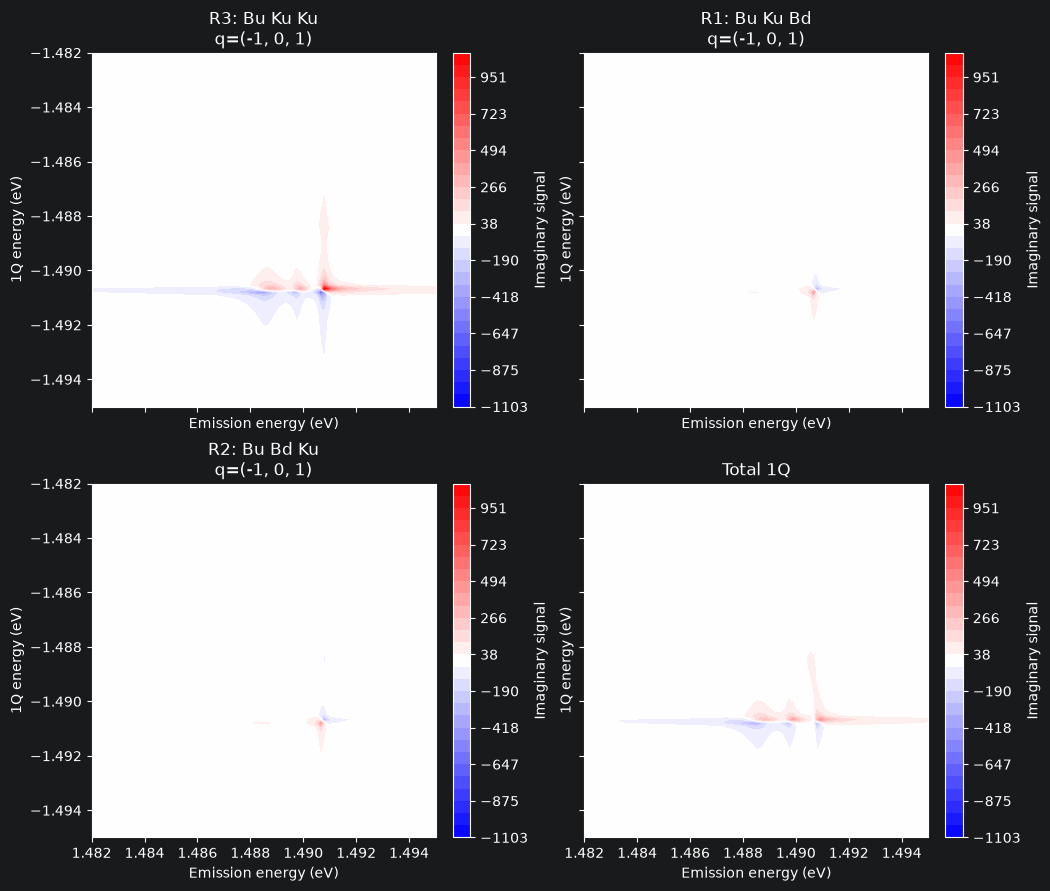 R3: Bu Ku Ku
q=(-1, 0, 1)
R1: Bu Ku Bd
q=(-1, 0, 1)
1Q energy (eV)
−1.482
−1.484
−1.486
−1.488
−1.490
−1.492
−1.494
Emission energy (eV)
951
723
494
266
38
−190
−418
−647
−875
−1103
Imaginary signal
1Q energy (eV)
Emission energy (eV)
951
723
494
266
38
−190
−418
−647
−875
−1103
Imaginary signal
R2: Bu Bd Ku
q=(-1, 0, 1)
Total 1Q
1Q energy (eV)
−1.482
−1.484
−1.486
−1.488
−1.490
−1.492
−1.494
1.482 1.484 1.486 1.488 1.490 1.492 1.494
Emission energy (eV)
951
723
494
266
38
−190
−418
−647
−875
−1103
Imaginary signal
1Q energy (eV)
1.482 1.484 1.486 1.488 1.490 1.492 1.494
Emission energy (eV)
951
723
494
266
38
−190
−418
−647
−875
−1103
Imaginary signal